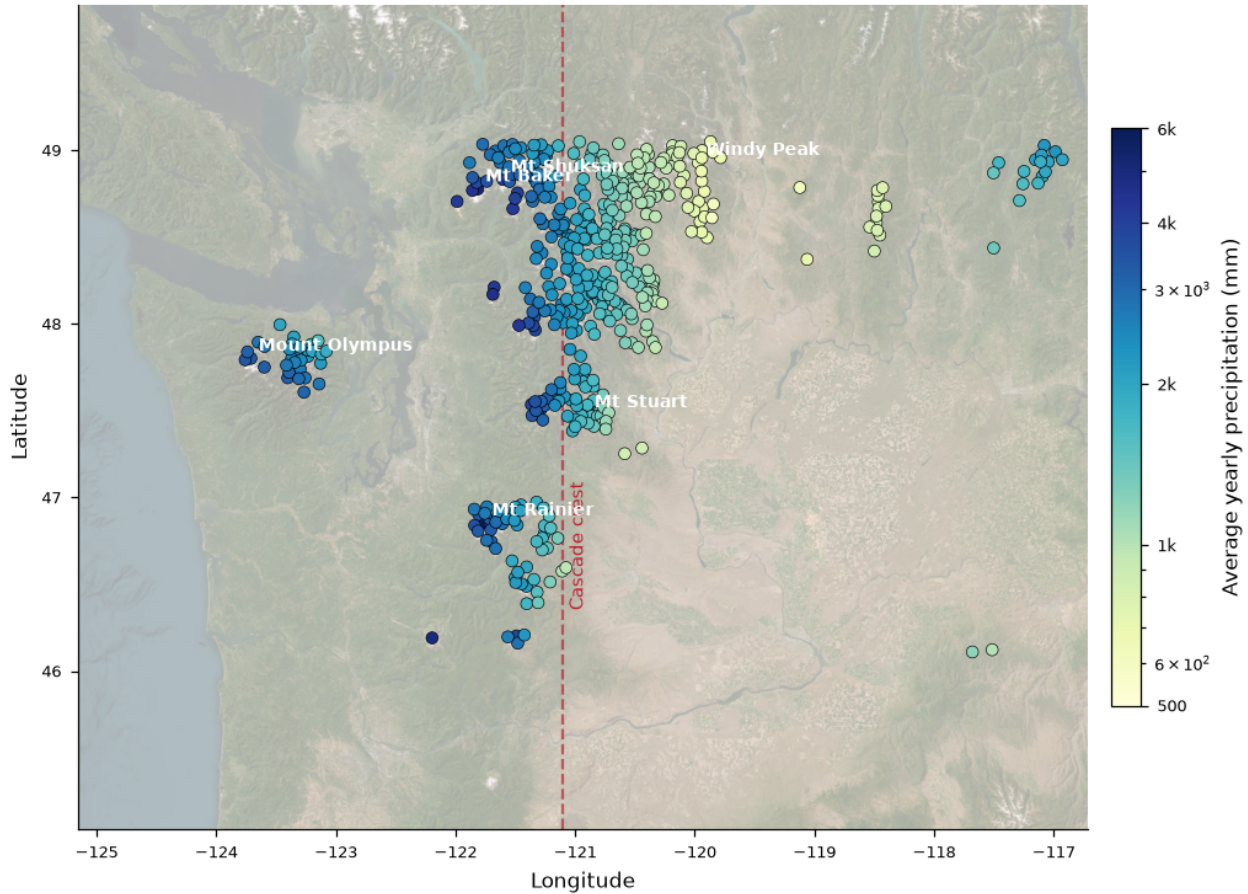 Windy Peak
Mt Shuksan
Mt Baker
Mount Olympus
Mt Stuart
Mt Rainier
Cascade crest
49
48
47
46
Latitude
−125
−124
−123
−122
−121
−120
−119
−118
−117
Longitude
6k
4k
3 × 10³
2k
1k
6 × 10²
500
Average yearly precipitation (mm)